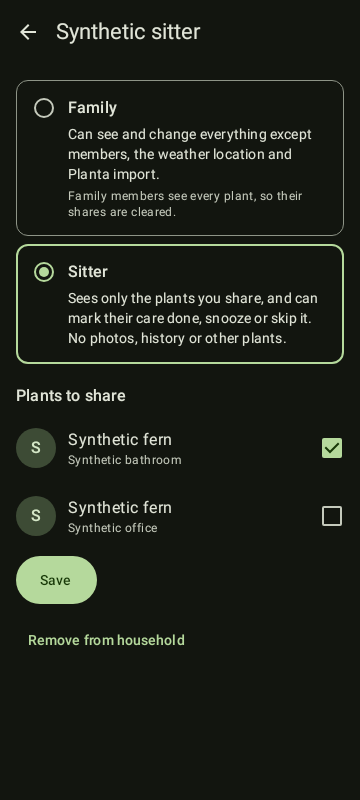 Synthetic sitter
Family
Can see and change everything except
members, the weather location and
Planta import.
Family members see every plant, so their
shares are cleared.
Sitter
Sees only the plants you share, and can
mark their care done, snooze or skip it.
No photos, history or other plants.
Plants to share
S
Synthetic fern
Synthetic bathroom
S
Synthetic fern
Synthetic office
Save
Remove from household